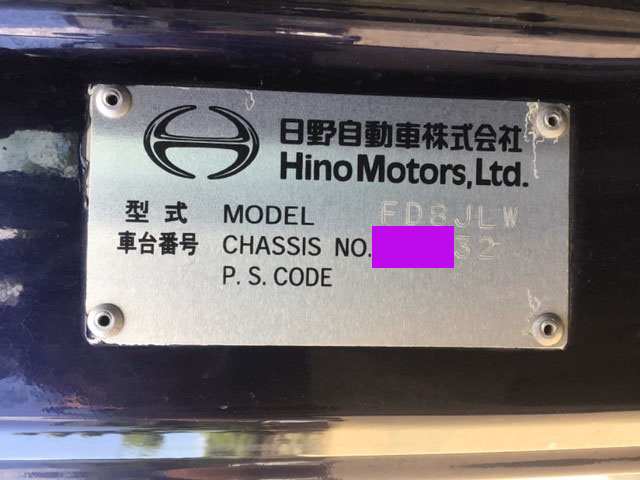 日野自動車株式会社
Hino Motors, Ltd.
型式 MODEL FD8JLW
車台番号 CHASSIS NO. 32
P. S. CODE